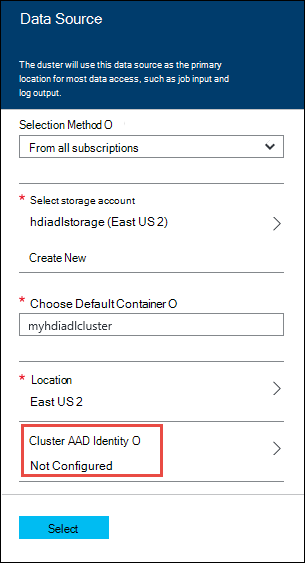 Data Source
The duster will use this data source as the primary
location for most data access, such as job input and
log output.
Selection Method O
From all subscriptions
* Select storage account
hdiadlstorage (East US 2)
Create New
* Choose Default Container O
myhdiadlcluster
* Location
East US 2
Cluster AAD Identity O
Not Configured
Select